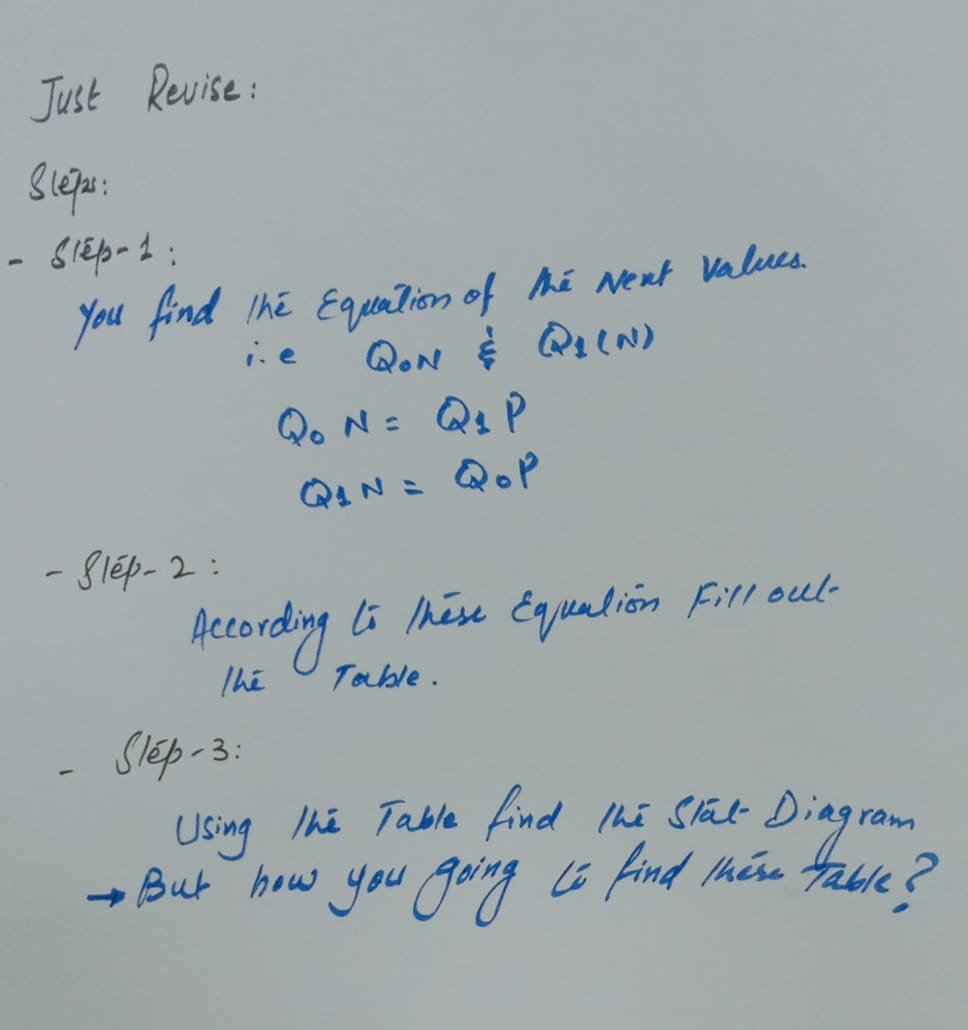 Just Revise:
Steps:
- Step-1:
You find the Equation of the Next Values.
i.e Q0N & Q1(N)
Q0 N = Q1 P
Q1 N = Q0P
- Step-2:
According to these Equation Fill out
the Table.
- Step-3:
Using the Table find the Stat Diagram
→ But how you going to find these Table?